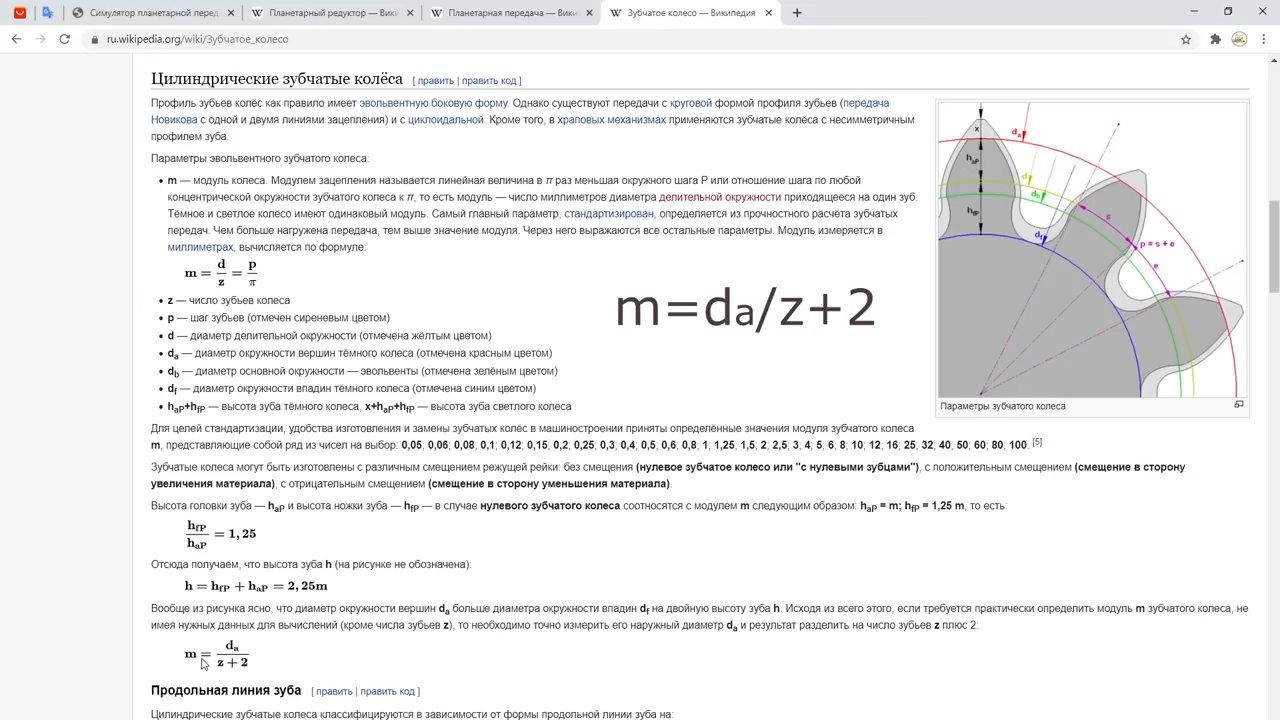 Симулятор планетарной перед
Планетарный редуктор — Вики
Планетарная передача — Вики
Зубчатое колесо — Википедия
ru.wikipedia.org/wiki/Зубчатое_колесо
Цилиндрические зубчатые колёса [ править | править код ]
Профиль зубьев колёс как правило имеет эвольвентную боковую форму. Однако существуют передачи с круговой формой профиля зубьев (передача
Новикова с одной и двумя линиями зацепления) и с циклоидальной. Кроме того, в храповых механизмах применяются зубчатые колёса с несимметричным
профилем зуба.
Параметры эвольвентного зубчатого колеса:
• m — модуль колеса. Модулем зацепления называется линейная величина в π раз меньшая окружного шага P или отношение шага по любой
концентрической окружности зубчатого колеса к π, то есть модуль — число миллиметров диаметра делительной окружности приходящееся на один зуб.
Тёмное и светлое колёсо имеют одинаковый модуль. Самый главный параметр, стандартизирован, определяется из прочностного расчёта зубчатых
передач. Чем больше нагружена передача, тем выше значение модуля. Через него выражаются все остальные параметры. Модуль измеряется в
миллиметрах, вычисляется по формуле:
m = d/z = p/π
• z — число зубьев колеса
• p — шаг зубьев (отмечен сиреневым цветом)
• d — диаметр делительной окружности (отмечена жёлтым цветом)
• da — диаметр окружности вершин тёмного колеса (отмечена красным цветом)
• db — диаметр основной окружности — эвольвенты (отмечена зелёным цветом)
• df — диаметр окружности впадин тёмного колеса (отмечена синим цветом)
• haP+hfP — высота зуба тёмного колеса, x+haP+hfP — высота зуба светлого колеса
m=da/z+2
x
da
haP
d
db
hfP
df
s
p = s + e
e
Параметры зубчатого колеса
Для целей стандартизации, удобства изготовления и замены зубчатых колёс в машиностроении приняты определённые значения модуля зубчатого колеса
m, представляющие собой ряд из чисел на выбор: 0,05; 0,06; 0,08; 0,1; 0,12; 0,15; 0,2; 0,25; 0,3; 0,4; 0,5; 0,6; 0,8; 1; 1,25; 1,5; 2; 2,5; 3; 4; 5; 6; 8; 10; 12; 16; 25; 32; 40; 50; 60; 80; 100. [5]
Зубчатые колеса могут быть изготовлены с различным смещением режущей рейки: без смещения (нулевое зубчатое колесо или "с нулевыми зубцами"), с положительным смещением (смещение в сторону
увеличения материала), с отрицательным смещением (смещение в сторону уменьшения материала).
Высота головки зуба — haP и высота ножки зуба — hfP — в случае нулевого зубчатого колеса соотносятся с модулем m следующим образом: haP = m; hfP = 1,25 m, то есть:
hfP/haP = 1,25
Отсюда получаем, что высота зуба h (на рисунке не обозначена):
h = hfP + haP = 2,25m
Вообще из рисунка ясно, что диаметр окружности вершин da больше диаметра окружности впадин df на двойную высоту зуба h. Исходя из всего этого, если требуется практически определить модуль m зубчатого колеса, не
имея нужных данных для вычислений (кроме числа зубьев z), то необходимо точно измерить его наружный диаметр da и результат разделить на число зубьев z плюс 2:
m = da/z + 2
Продольная линия зуба [ править | править код ]
Цилиндрические зубчатые колеса классифицируются в зависимости от формы продольной линии зуба на: